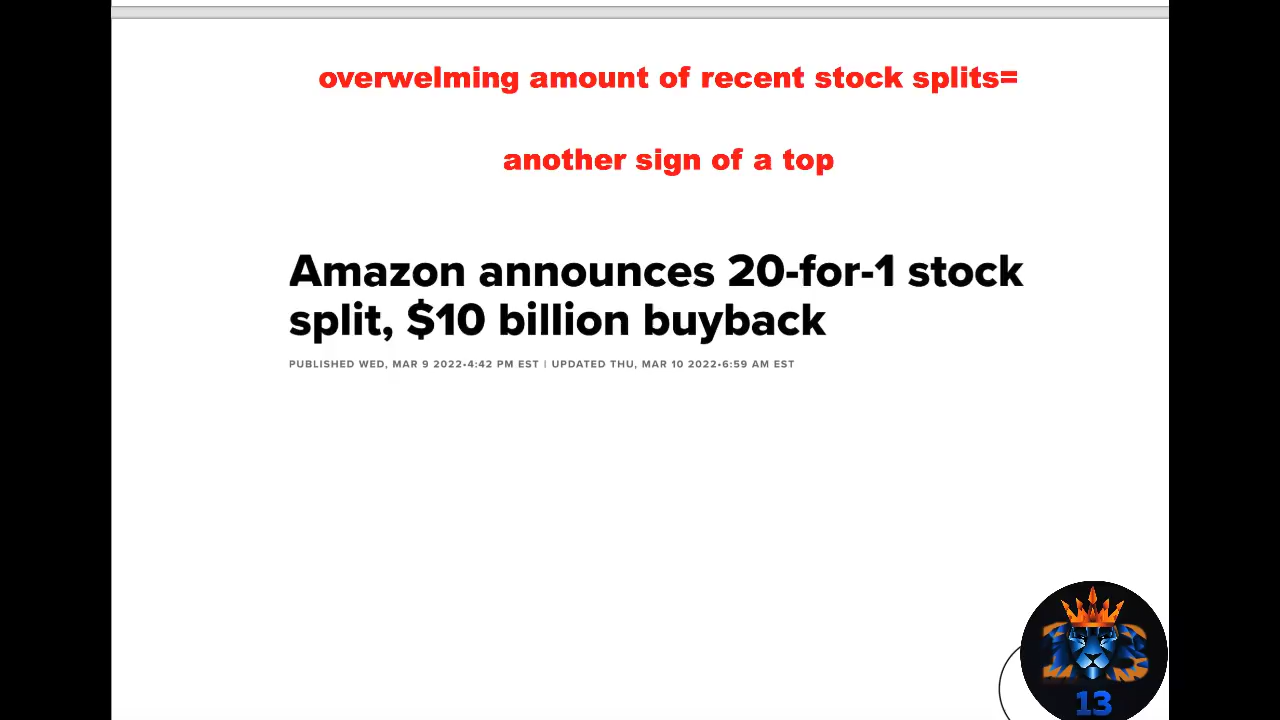 overwelming amount of recent stock splits=
another sign of a top
Amazon announces 20-for-1 stock
split, $10 billion buyback
PUBLISHED WED, MAR 9 2022•4:42 PM EST | UPDATED THU, MAR 10 2022•6:59 AM EST
13